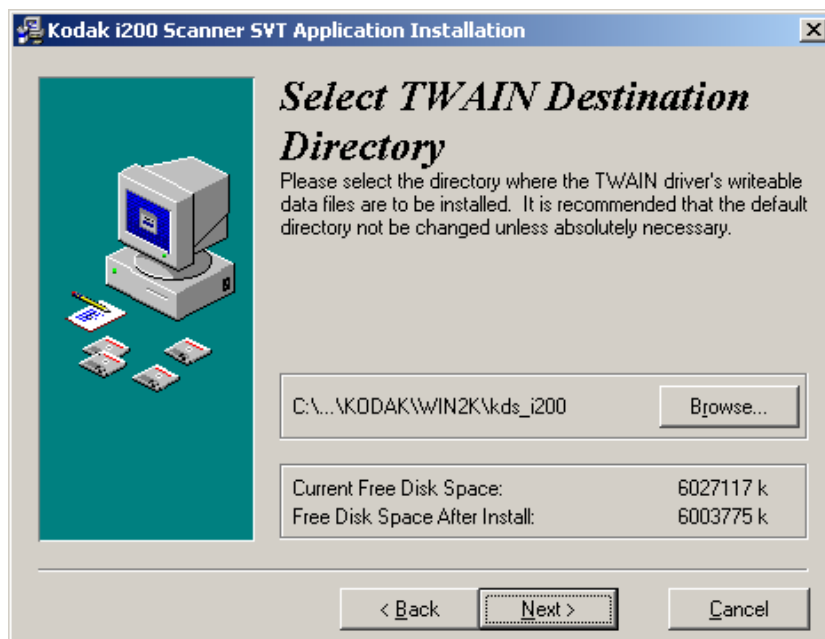 Kodak i200 Scanner SVT Application Installation
Select TWAIN Destination
Directory
Please select the directory where the TWAIN driver's writeable
data files are to be installed. It is recommended that the default
directory not be changed unless absolutely necessary.
C:\...\KODAK\WIN2K\kds_i200 Browse...
Current Free Disk Space: 6027117 k
Free Disk Space After Install: 6003775 k
< Back Next > Cancel